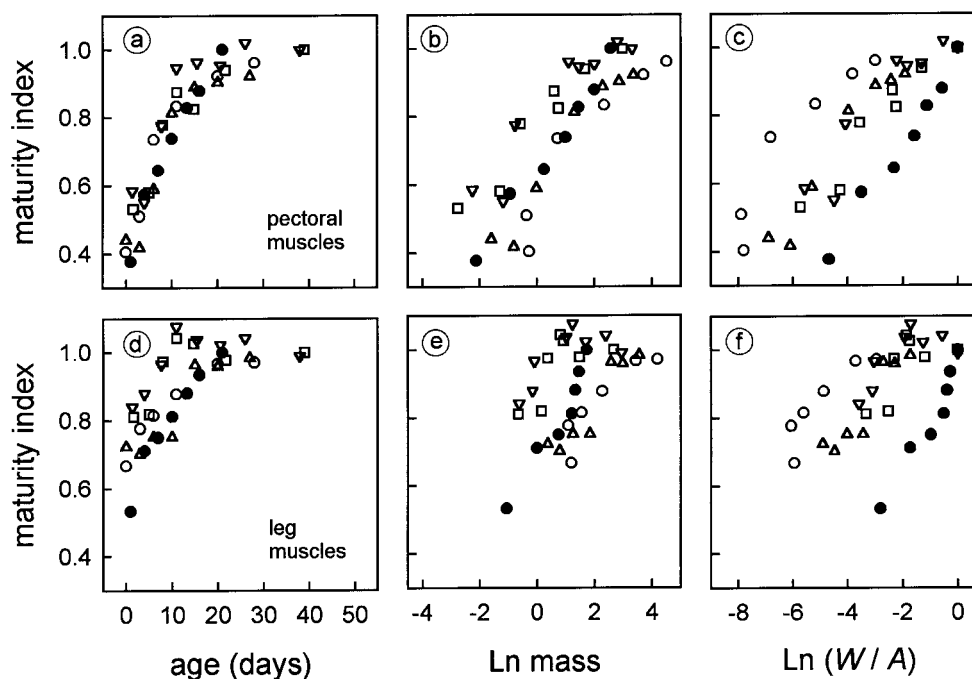 a
b
c
1.0
0.8
0.6
0.4
maturity index
pectoral
muscles
d
e
f
1.0
0.8
0.6
0.4
maturity index
leg
muscles
0 10 20 30 40 50
-4 -2 0 2 4
-8 -6 -4 -2 0
age (days)
Ln mass
Ln (W / A)